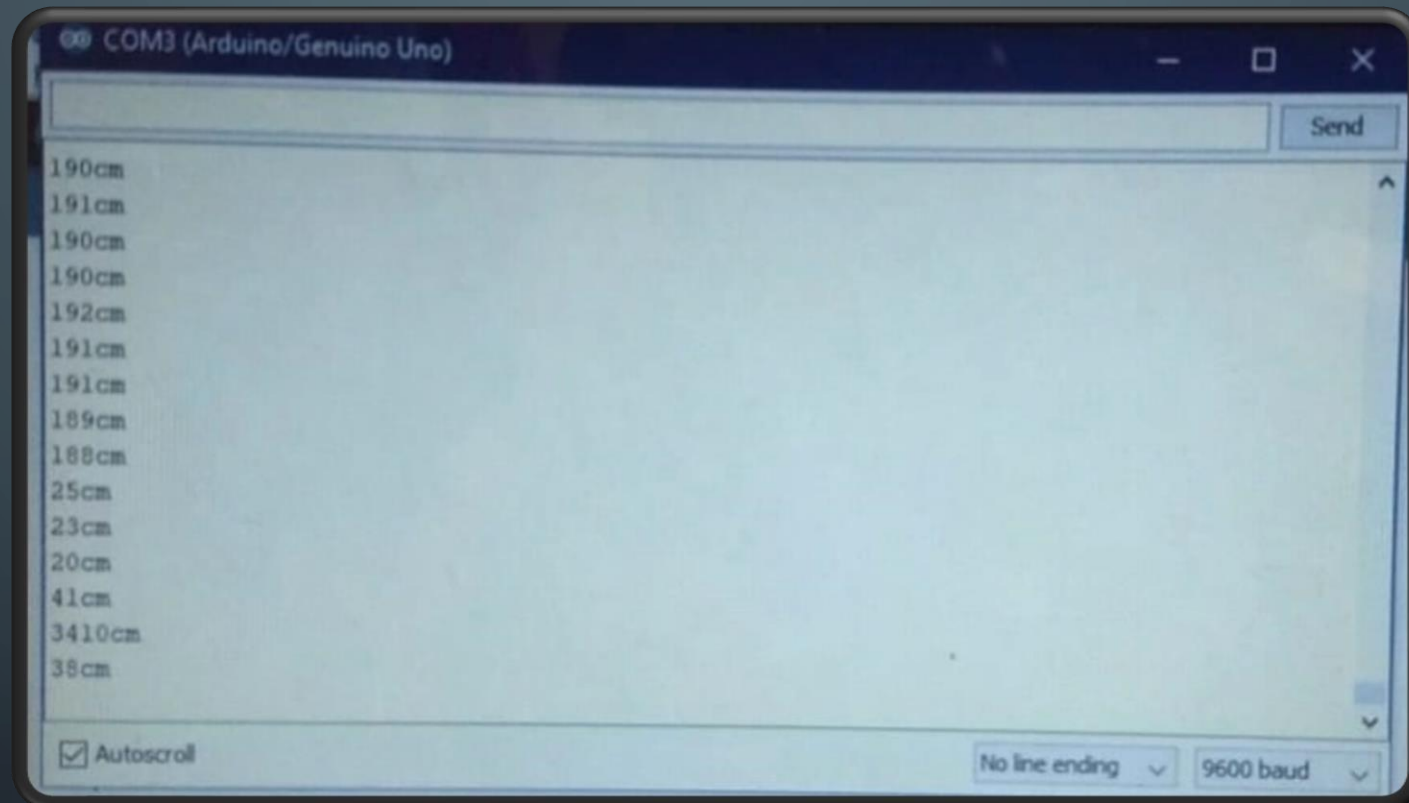 COM3 (Arduino/Genuino Uno)
Send
190cm
191cm
190cm
190cm
192cm
191cm
191cm
189cm
188cm
25cm
23cm
20cm
41cm
3410cm
38cm
Autoscroll
No line ending
9600 baud